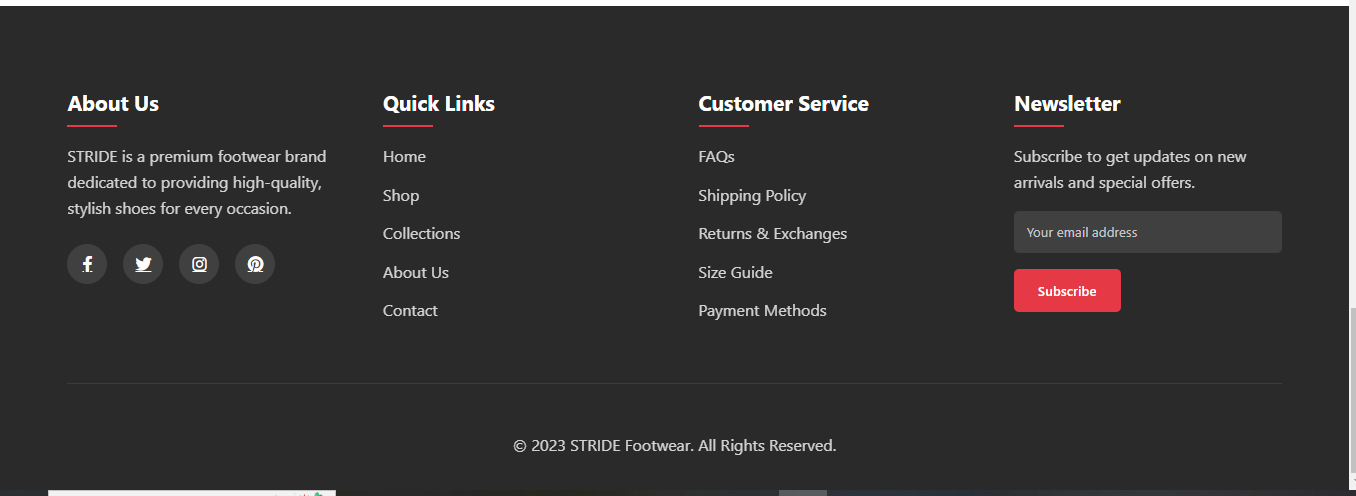 About Us
STRIDE is a premium footwear brand
dedicated to providing high-quality,
stylish shoes for every occasion.
Quick Links
Home
Shop
Collections
About Us
Contact
Customer Service
FAQs
Shipping Policy
Returns & Exchanges
Size Guide
Payment Methods
Newsletter
Subscribe to get updates on new
arrivals and special offers.
Your email address
Subscribe
© 2023 STRIDE Footwear. All Rights Reserved.